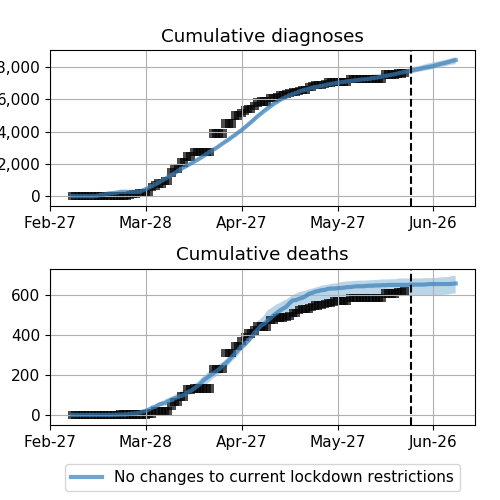 Cumulative diagnoses
8,000
6,000
4,000
2,000
0
Feb-27 Mar-28 Apr-27 May-27 Jun-26
Cumulative deaths
600
400
200
0
Feb-27 Mar-28 Apr-27 May-27 Jun-26
No changes to current lockdown restrictions